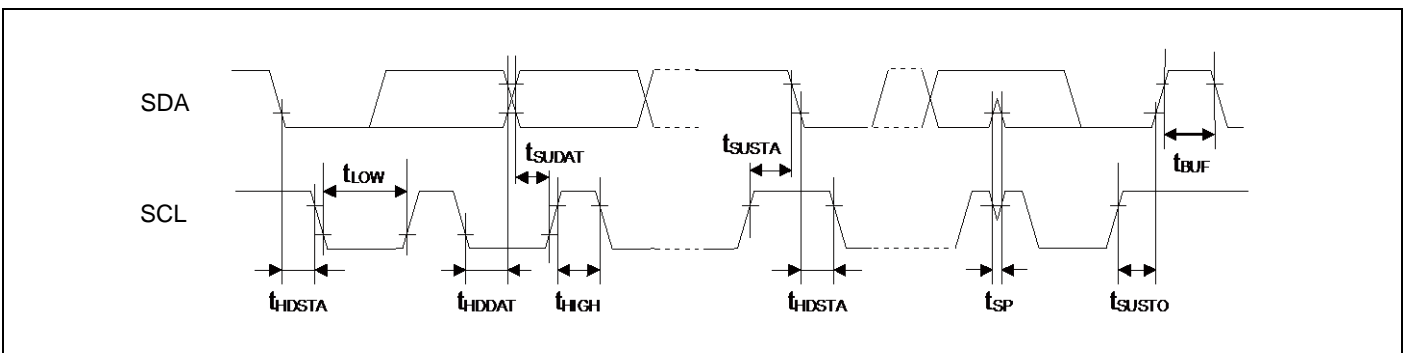 SDA
tSUDAT
tSUSTA
tBUF
tLOW
SCL
tHDSTA
tHDDAT
tHIGH
tHDSTA
tSP
tSUSTO